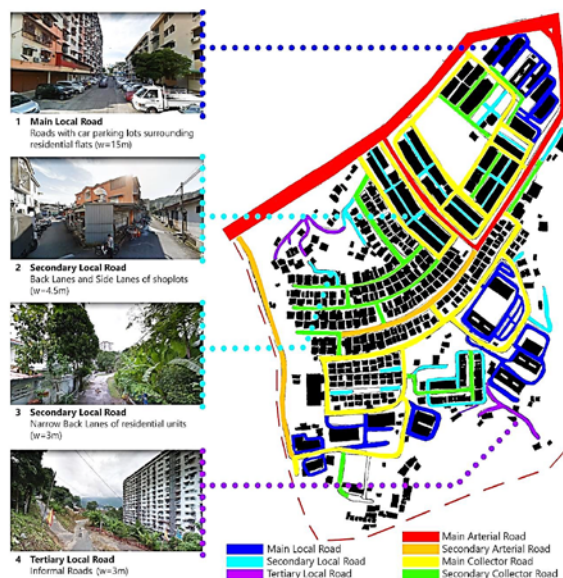 1 Main Local Road
Roads with car parking lots surrounding
residential flats (w=15m)
2 Secondary Local Road
Back Lanes and Side Lanes of shoplots
(w=4.5m)
3 Secondary Local Road
Narrow Back Lanes of residential units
(w=3m)
4 Tertiary Local Road
Informal Roads (w=3m)
Main Local Road
Secondary Local Road
Tertiary Local Road
Main Arterial Road
Secondary Arterial Road
Main Collector Road
Secondary Collector Road